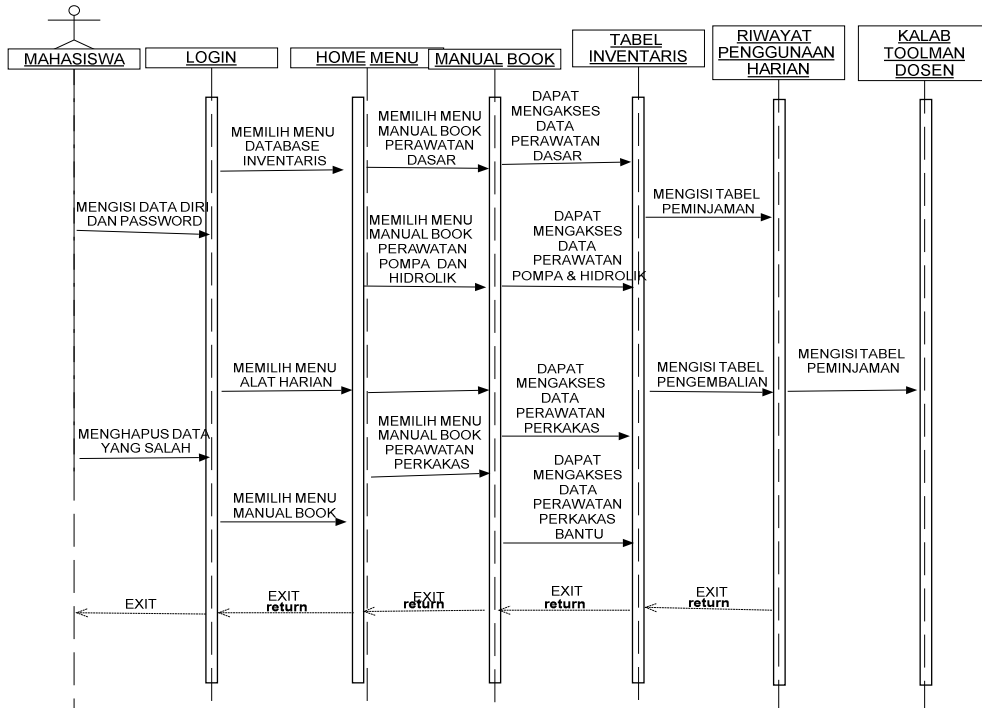 MAHASISWA
LOGIN
HOME MENU
MANUAL BOOK
TABEL
INVENTARIS
RIWAYAT
PENGGUNAAN
HARIAN
KALAB
TOOLMAN
DOSEN
MENGISI DATA DIRI
DAN PASSWORD
MENGHAPUS DATA
YANG SALAH
EXIT
MEMILIH MENU
DATABASE
INVENTARIS
MEMILIH MENU
ALAT HARIAN
MEMILIH MENU
MANUAL BOOK
EXIT
return
MEMILIH MENU
MANUAL BOOK
PERAWATAN
DASAR
MEMILIH MENU
MANUAL BOOK
PERAWATAN
POMPA DAN
HIDROLIK
MEMILIH MENU
MANUAL BOOK
PERAWATAN
PERKAKAS
EXIT
return
DAPAT
MENGAKSES
DATA
PERAWATAN
DASAR
DAPAT
MENGAKSES
DATA
PERAWATAN
POMPA & HIDROLIK
DAPAT
MENGAKSES
DATA
PERAWATAN
PERKAKAS
DAPAT
MENGAKSES
DATA
PERAWATAN
PERKAKAS
BANTU
EXIT
return
MENGISI TABEL
PEMINJAMAN
MENGISI TABEL
PENGEMBALIAN
EXIT
return
MENGISI TABEL
PEMINJAMAN